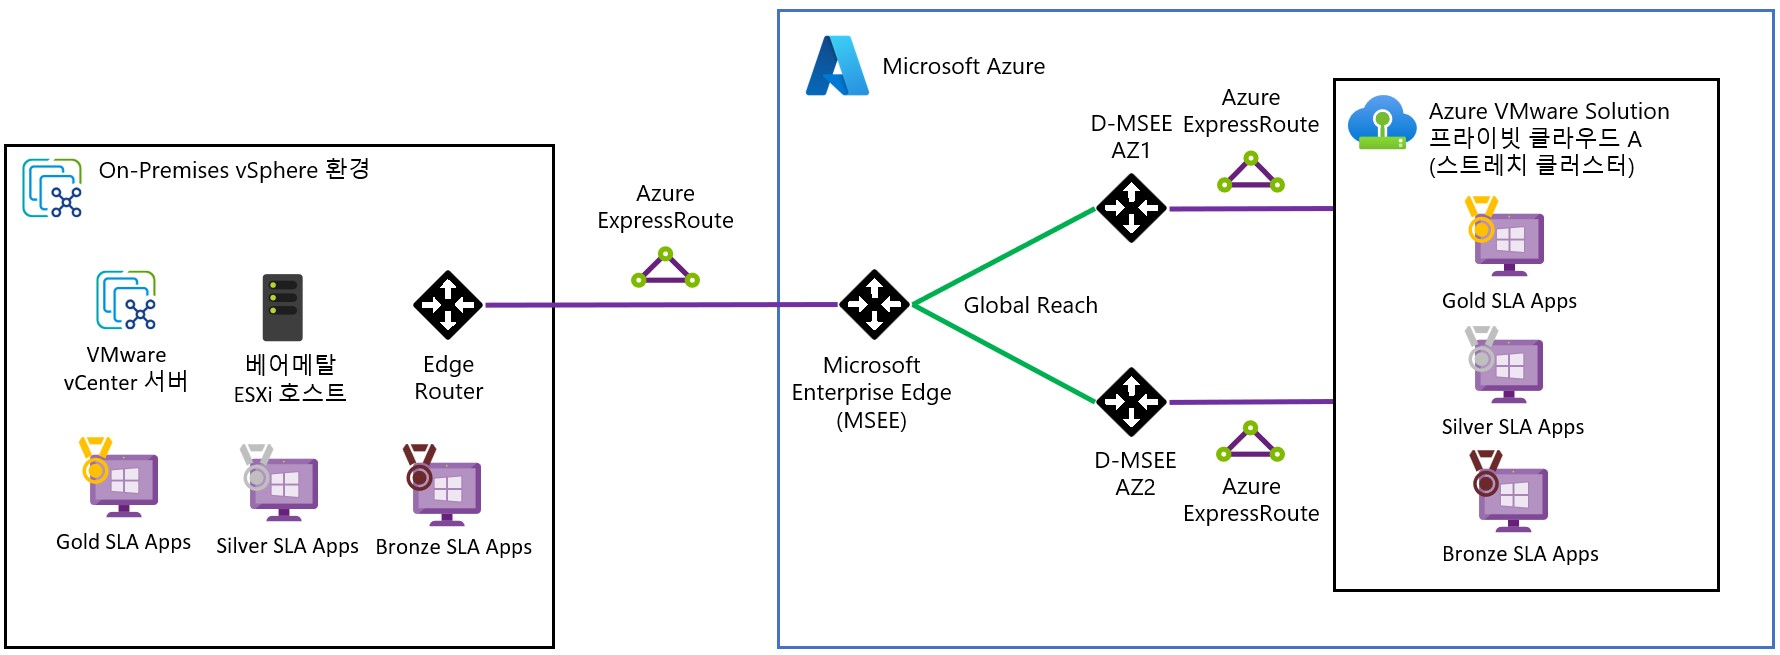 Microsoft Azure
On-Premises vSphere 환경
VMware
vCenter 서버
베어메탈
ESXi 호스트
Edge
Router
Gold SLA Apps
Silver SLA Apps
Bronze SLA Apps
Azure
ExpressRoute
Microsoft
Enterprise Edge
(MSEE)
Global Reach
D-MSEE
AZ1
Azure
ExpressRoute
D-MSEE
AZ2
Azure
ExpressRoute
Azure VMware Solution
프라이빗 클라우드 A
(스트레치 클러스터)
Gold SLA Apps
Silver SLA Apps
Bronze SLA Apps